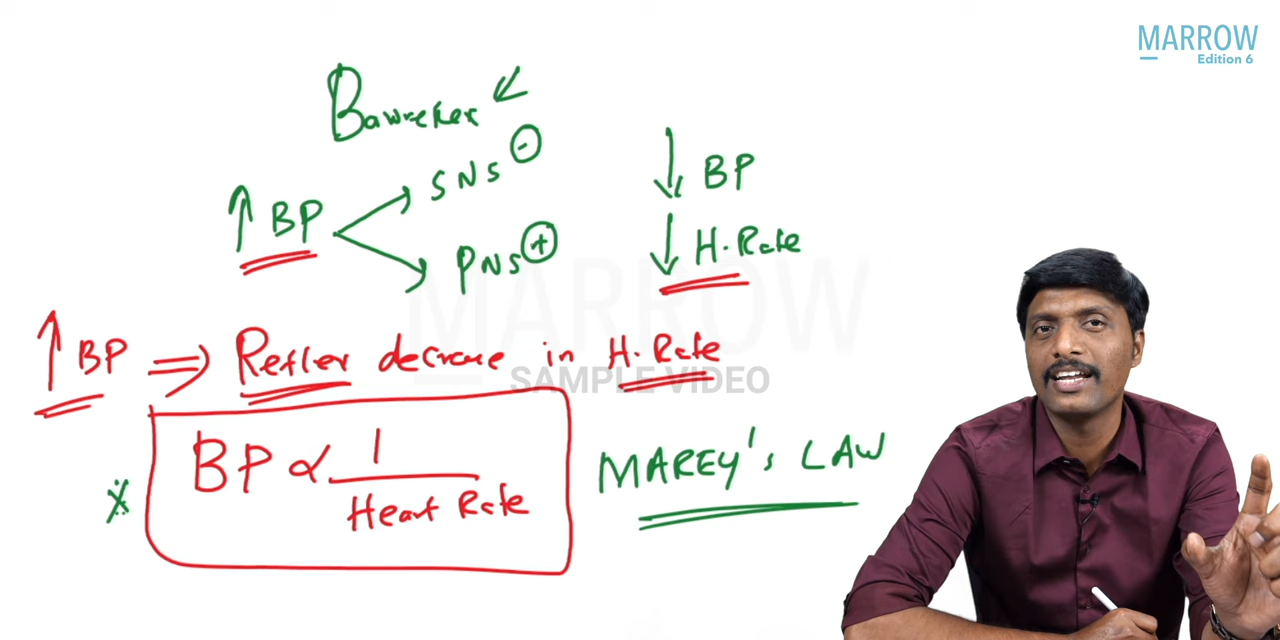 MARROW
Edition 6
↑ BP
SNS ⊖
PNS ⊕
↓ BP
↓ H. Rate
↑ BP ⇒ Reflex decrease in H. Rate
MARROW
SAMPLE VIDEO
BP ∝ 1
Heart Rate
MAREY's LAW